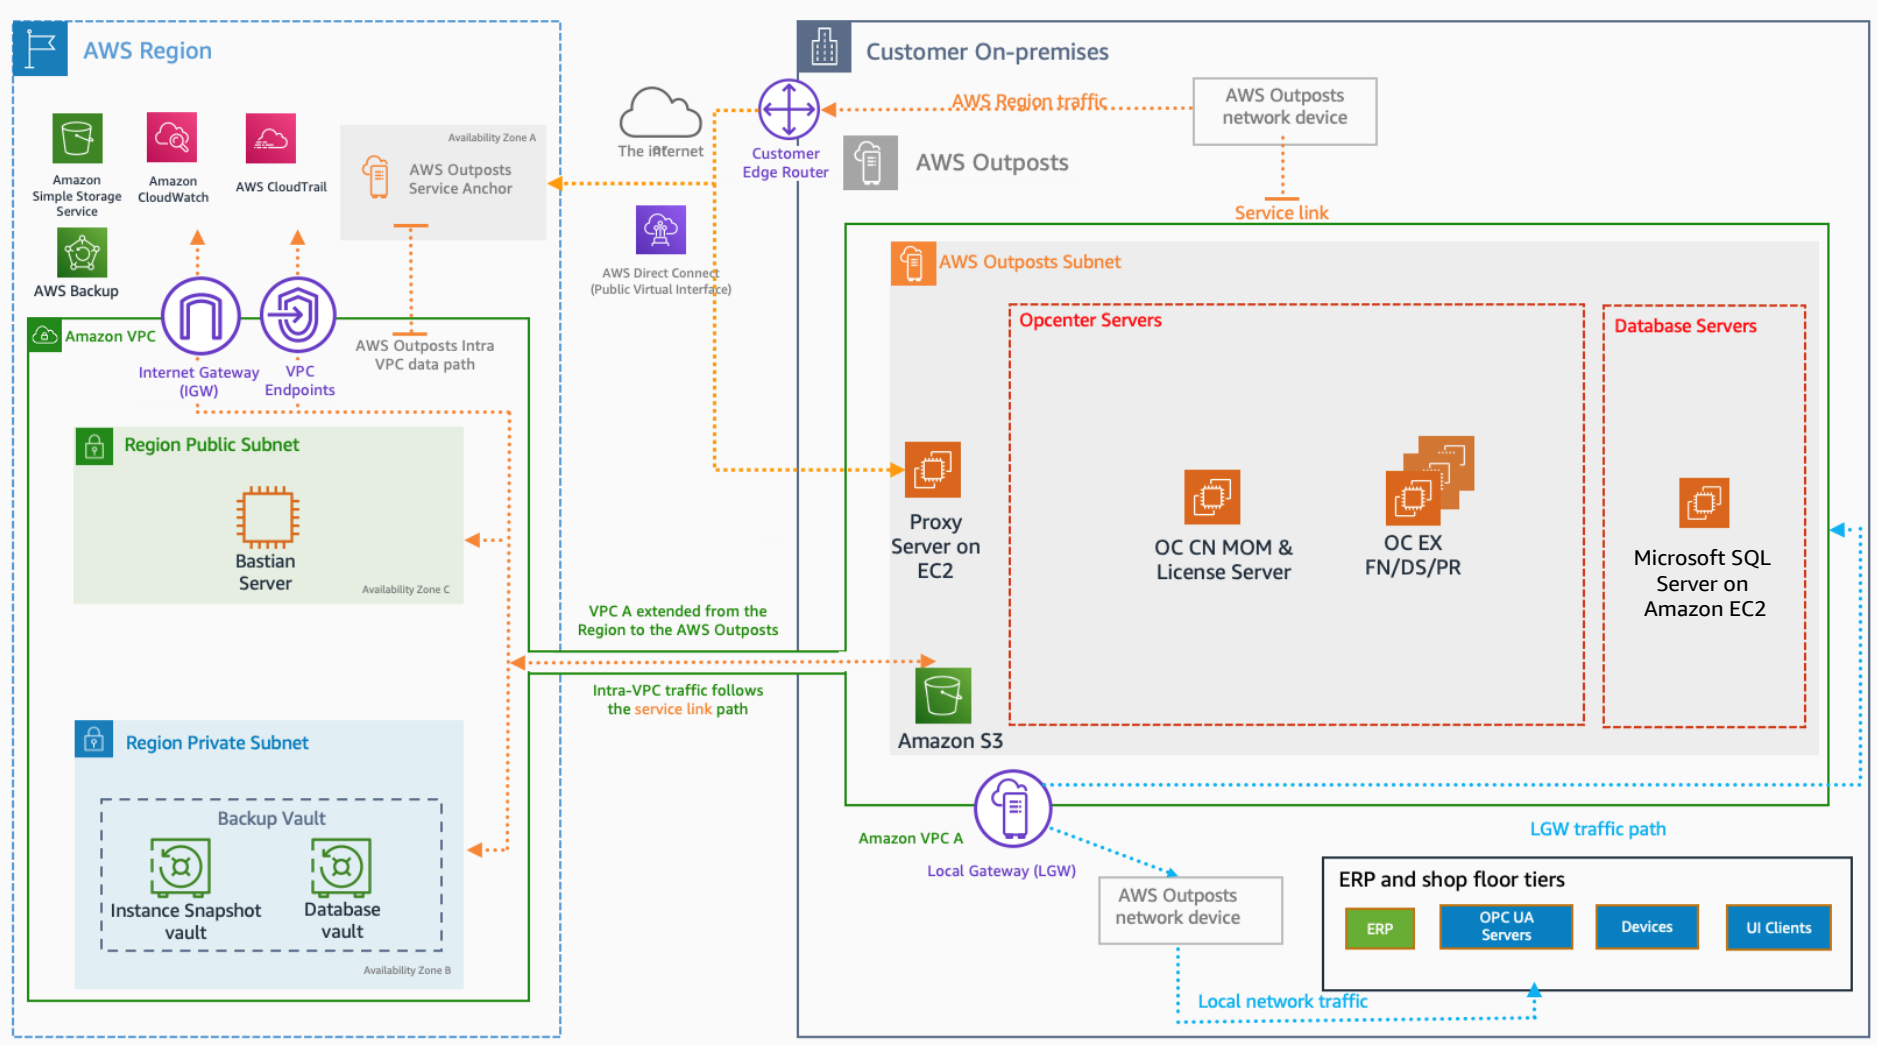 AWS Region
Amazon
Simple Storage
Service
Amazon
CloudWatch
AWS CloudTrail
AWS Backup
Availability Zone A
AWS Outposts
Service Anchor
Amazon VPC
Internet Gateway
(IGW)
VPC
Endpoints
AWS Outposts Intra
VPC data path
Region Public Subnet
Bastian
Server
Availability Zone C
Region Private Subnet
Backup Vault
Instance Snapshot
vault
Database
vault
Availability Zone B
The internet
or
AWS Direct Connect
(Public Virtual Interface)
VPC A extended from the
Region to the AWS Outposts
Intra-VPC traffic follows
the service link path
Customer On-premises
Customer
Edge Router
AWS Region traffic
AWS Outposts
network device
AWS Outposts
Service link
AWS Outposts Subnet
Opcenter Servers
Database Servers
Proxy
Server on
EC2
OC CN MOM &
License Server
OC EX
FN/DS/PR
Microsoft SQL
Server on
Amazon EC2
Amazon S3
Amazon VPC A
Local Gateway (LGW)
LGW traffic path
AWS Outposts
network device
Local network traffic
ERP and shop floor tiers
ERP
OPC UA
Servers
Devices
UI Clients